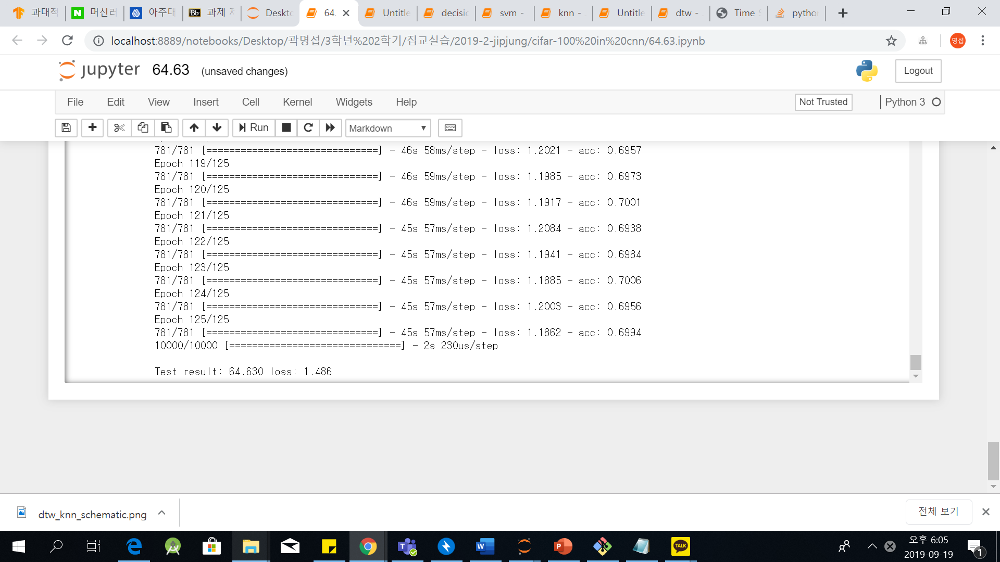 과대적
머신러
아주대
Bb 과제 지
Deskto
64.
Untitle
decisio
svm -
knn -
Untitle
dtw -
Time S
pythor
localhost:8889/notebooks/Desktop/곽명섭/3학년%202학기/집교실습/2019-2-jipjung/cifar-100%20in%20cnn/64.63.ipynb
명섭
jupyter 64.63 (unsaved changes)
Logout
File Edit View Insert Cell Kernel Widgets Help
Not Trusted
Python 3
Run
Markdown
781/781 [==============================] - 46s 58ms/step - loss: 1.2021 - acc: 0.6957
Epoch 119/125
781/781 [==============================] - 46s 59ms/step - loss: 1.1985 - acc: 0.6973
Epoch 120/125
781/781 [==============================] - 46s 59ms/step - loss: 1.1917 - acc: 0.7001
Epoch 121/125
781/781 [==============================] - 45s 57ms/step - loss: 1.2084 - acc: 0.6938
Epoch 122/125
781/781 [==============================] - 45s 57ms/step - loss: 1.1941 - acc: 0.6984
Epoch 123/125
781/781 [==============================] - 45s 57ms/step - loss: 1.1885 - acc: 0.7006
Epoch 124/125
781/781 [==============================] - 45s 57ms/step - loss: 1.2003 - acc: 0.6956
Epoch 125/125
781/781 [==============================] - 45s 57ms/step - loss: 1.1862 - acc: 0.6994
10000/10000 [==============================] - 2s 230us/step
Test result: 64.630 loss: 1.486
dtw_knn_schematic.png
전체 보기
TALK
오후 6:05
2019-09-19
1